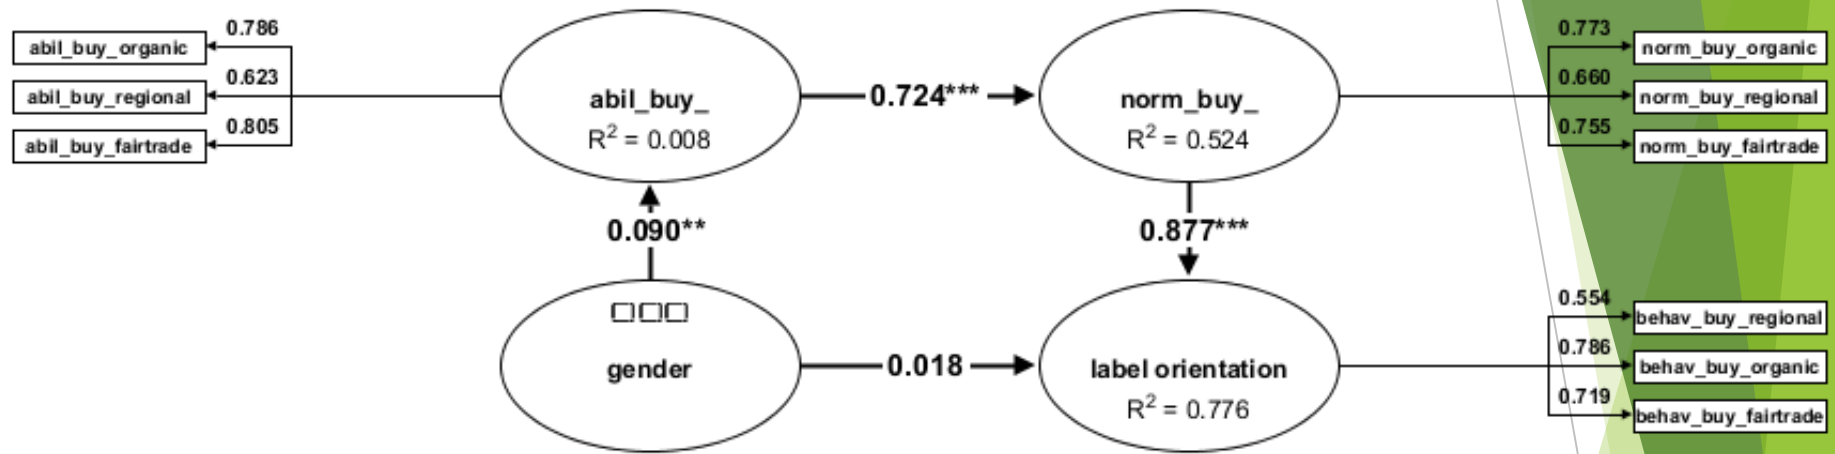 0.786
abil_buy_organic
0.623
abil_buy_regional
0.805
abil_buy_fairtrade
abil_buy_
R² = 0.008
0.724***
norm_buy_
R² = 0.524
0.773
norm_buy_organic
0.660
norm_buy_regional
0.755
norm_buy_fairtrade
0.090**
0.877***
gender
0.018
label orientation
R² = 0.776
0.554
behav_buy_regional
0.786
behav_buy_organic
0.719
behav_buy_fairtrade